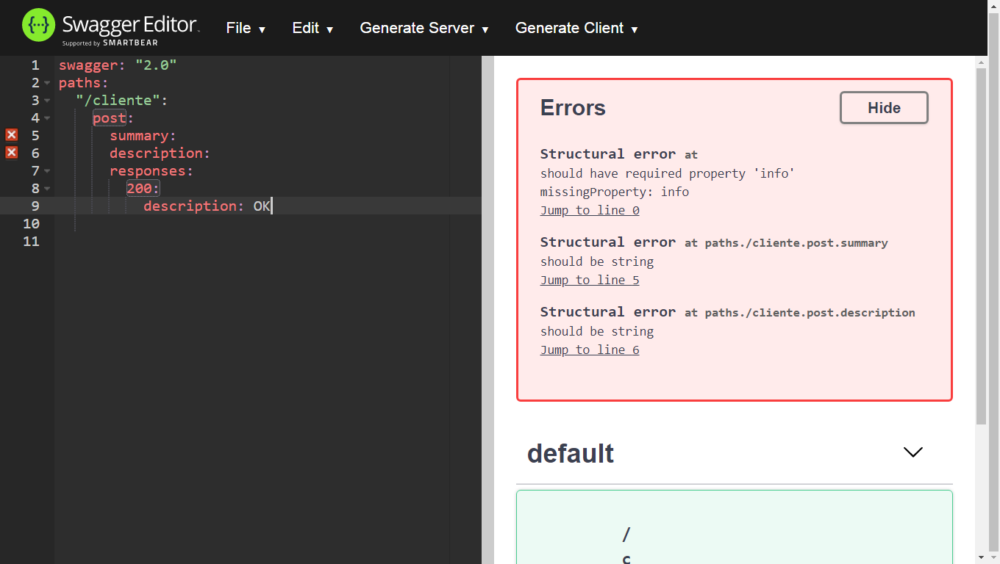 Swagger Editor.
Supported by SMARTBEAR
File ▼ Edit ▼ Generate Server ▼ Generate Client ▼
1 swagger: "2.0"
2 paths:
3 "/cliente":
4 post:
5 summary:
6 description:
7 responses:
8 200:
9 description: OK
10
11
Errors
Hide
Structural error at
should have required property 'info'
missingProperty: info
Jump to line 0
Structural error at paths./cliente.post.summary
should be string
Jump to line 5
Structural error at paths./cliente.post.description
should be string
Jump to line 6
default
/
c